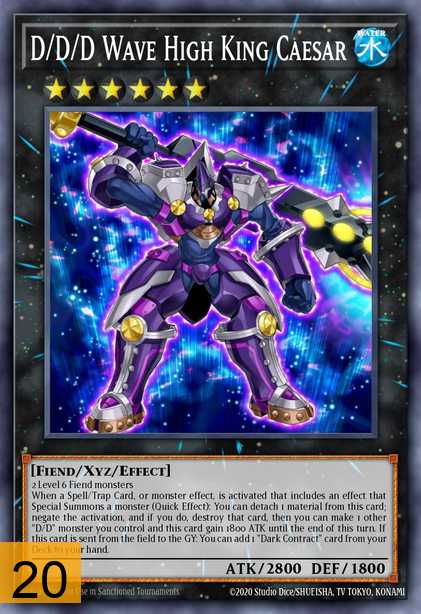 D/D/D Wave High King Caesar
WATER
水
[Fiend/Xyz/Effect]
2 Level 6 Fiend monsters
When a Spell/Trap Card, or monster effect, is activated that includes an effect that
Special Summons a monster (Quick Effect): You can detach 1 material from this card;
negate the activation, and if you do, destroy that card, then you can make 1 other
"D/D" monster you control and this card gain 1800 ATK until the end of this turn. If
this card is sent from the field to the GY: You can add 1 "Dark Contract" card from your
Deck to your hand.
ATK/2800 DEF/1800
20
Use in Sanctioned Tournaments
©2020 Studio Dice/SHUEISHA, TV TOKYO, KONAMI